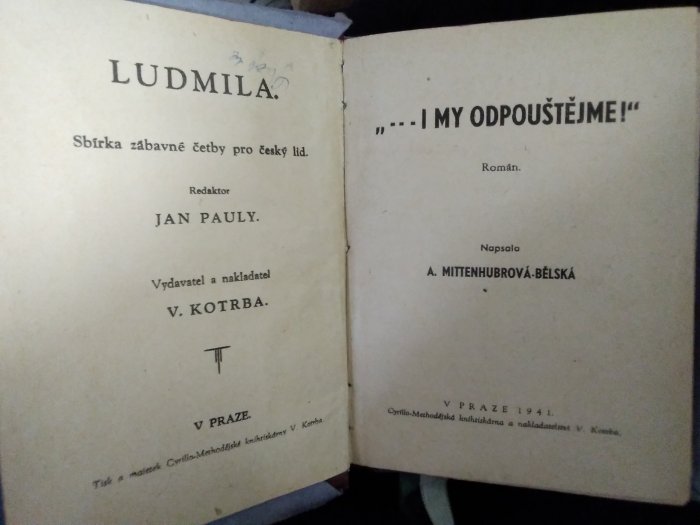 LUDMILA.
Sbírka zábavné četby pro český lid.
Redaktor
JAN PAULY.
Vydavatel a nakladatel
V. KOTRBA.
V PRAZE.
Tisk a majetek Cyrillo-Methodějské knihtiskárny V. Kotrba.
„---I MY ODPOUŠTĚJME!“
Román.
Napsala
A. MITTENHUBROVÁ-BĚLSKÁ
V PRAZE 1941.
Cyrillo-Methodějská knihtiskárna a nakladatelství V. Kotrba.